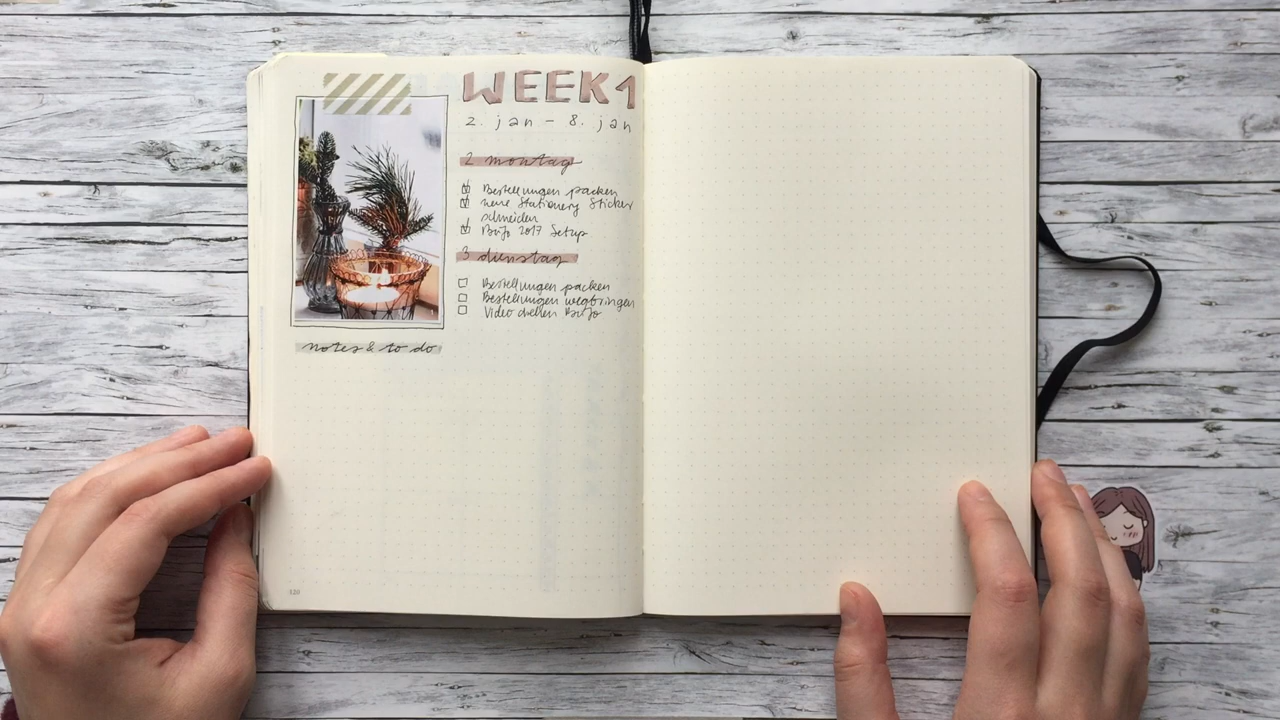 WEEK 1
2. jan - 8. jan
2 montag
Bestellungen packen
neue Stationery Sticker
schneiden
BuJo 2017 Setup
3 dienstag
Bestellungen packen
Bestellungen wegbringen
Video drehen BuJo
notes & to do
120